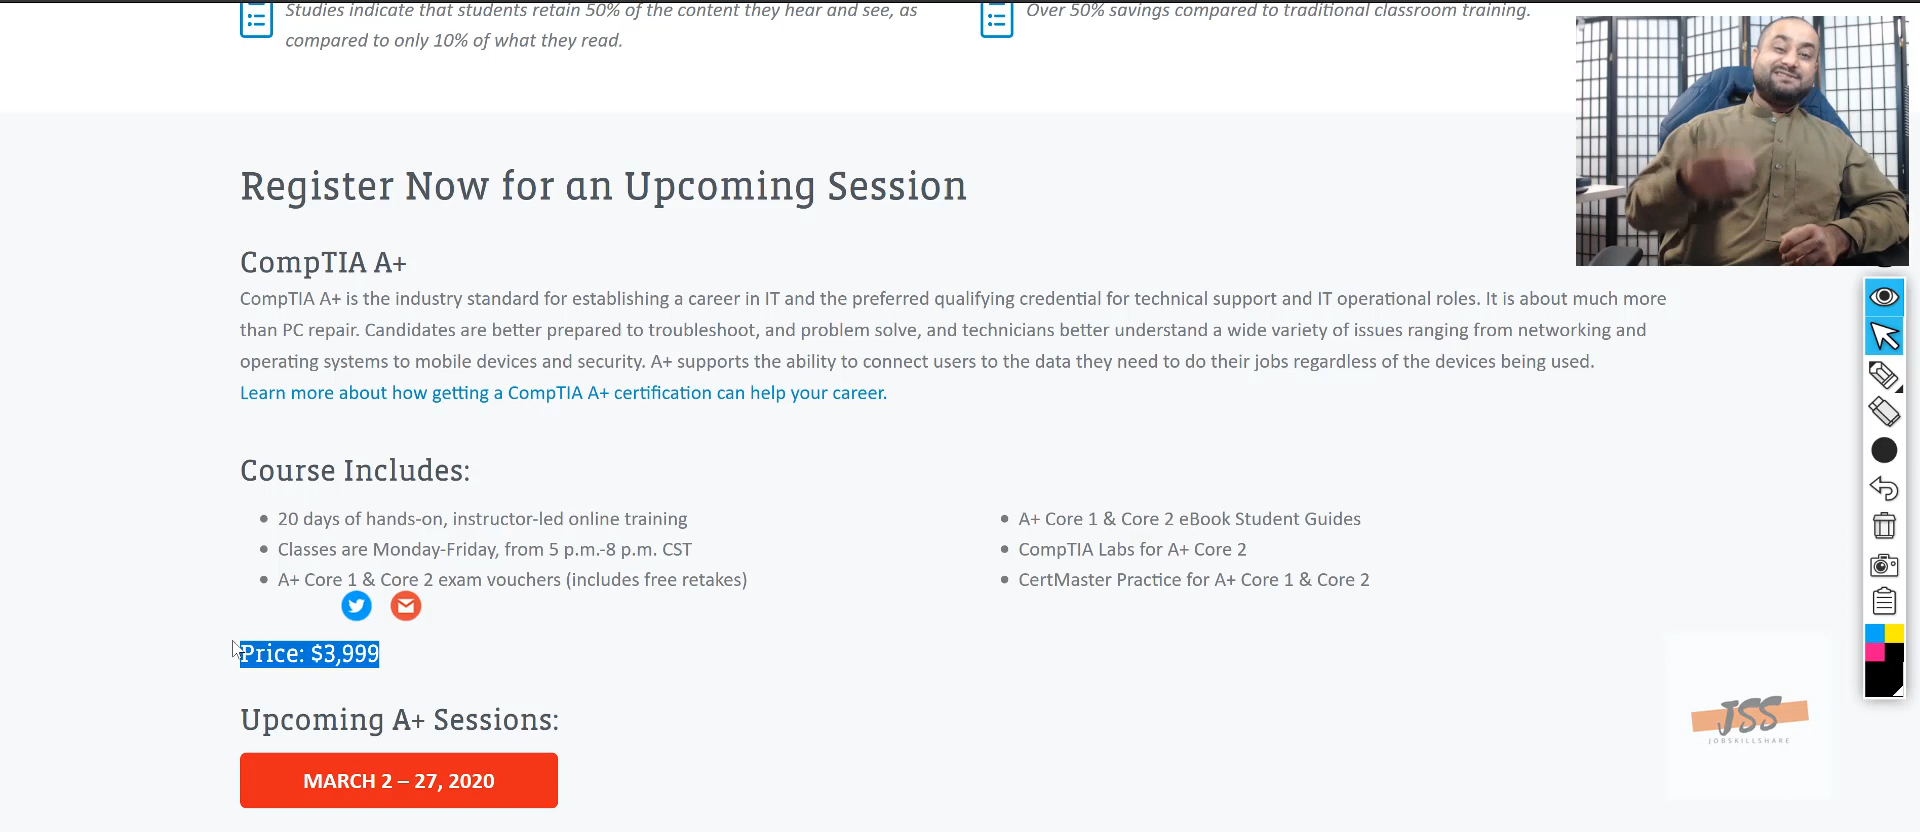 Studies indicate that students retain 50% of the content they hear and see, as
compared to only 10% of what they read.
Over 50% savings compared to traditional classroom training.
Register Now for an Upcoming Session
CompTIA A+
CompTIA A+ is the industry standard for establishing a career in IT and the preferred qualifying credential for technical support and IT operational roles. It is about much more
than PC repair. Candidates are better prepared to troubleshoot, and problem solve, and technicians better understand a wide variety of issues ranging from networking and
operating systems to mobile devices and security. A+ supports the ability to connect users to the data they need to do their jobs regardless of the devices being used.
Learn more about how getting a CompTIA A+ certification can help your career.
Course Includes:
• 20 days of hands-on, instructor-led online training
• Classes are Monday-Friday, from 5 p.m.-8 p.m. CST
• A+ Core 1 & Core 2 exam vouchers (includes free retakes)
• A+ Core 1 & Core 2 eBook Student Guides
• CompTIA Labs for A+ Core 2
• CertMaster Practice for A+ Core 1 & Core 2
Price: $3,999
Upcoming A+ Sessions:
MARCH 2 – 27, 2020
JSS
JOBSKILLSHARE